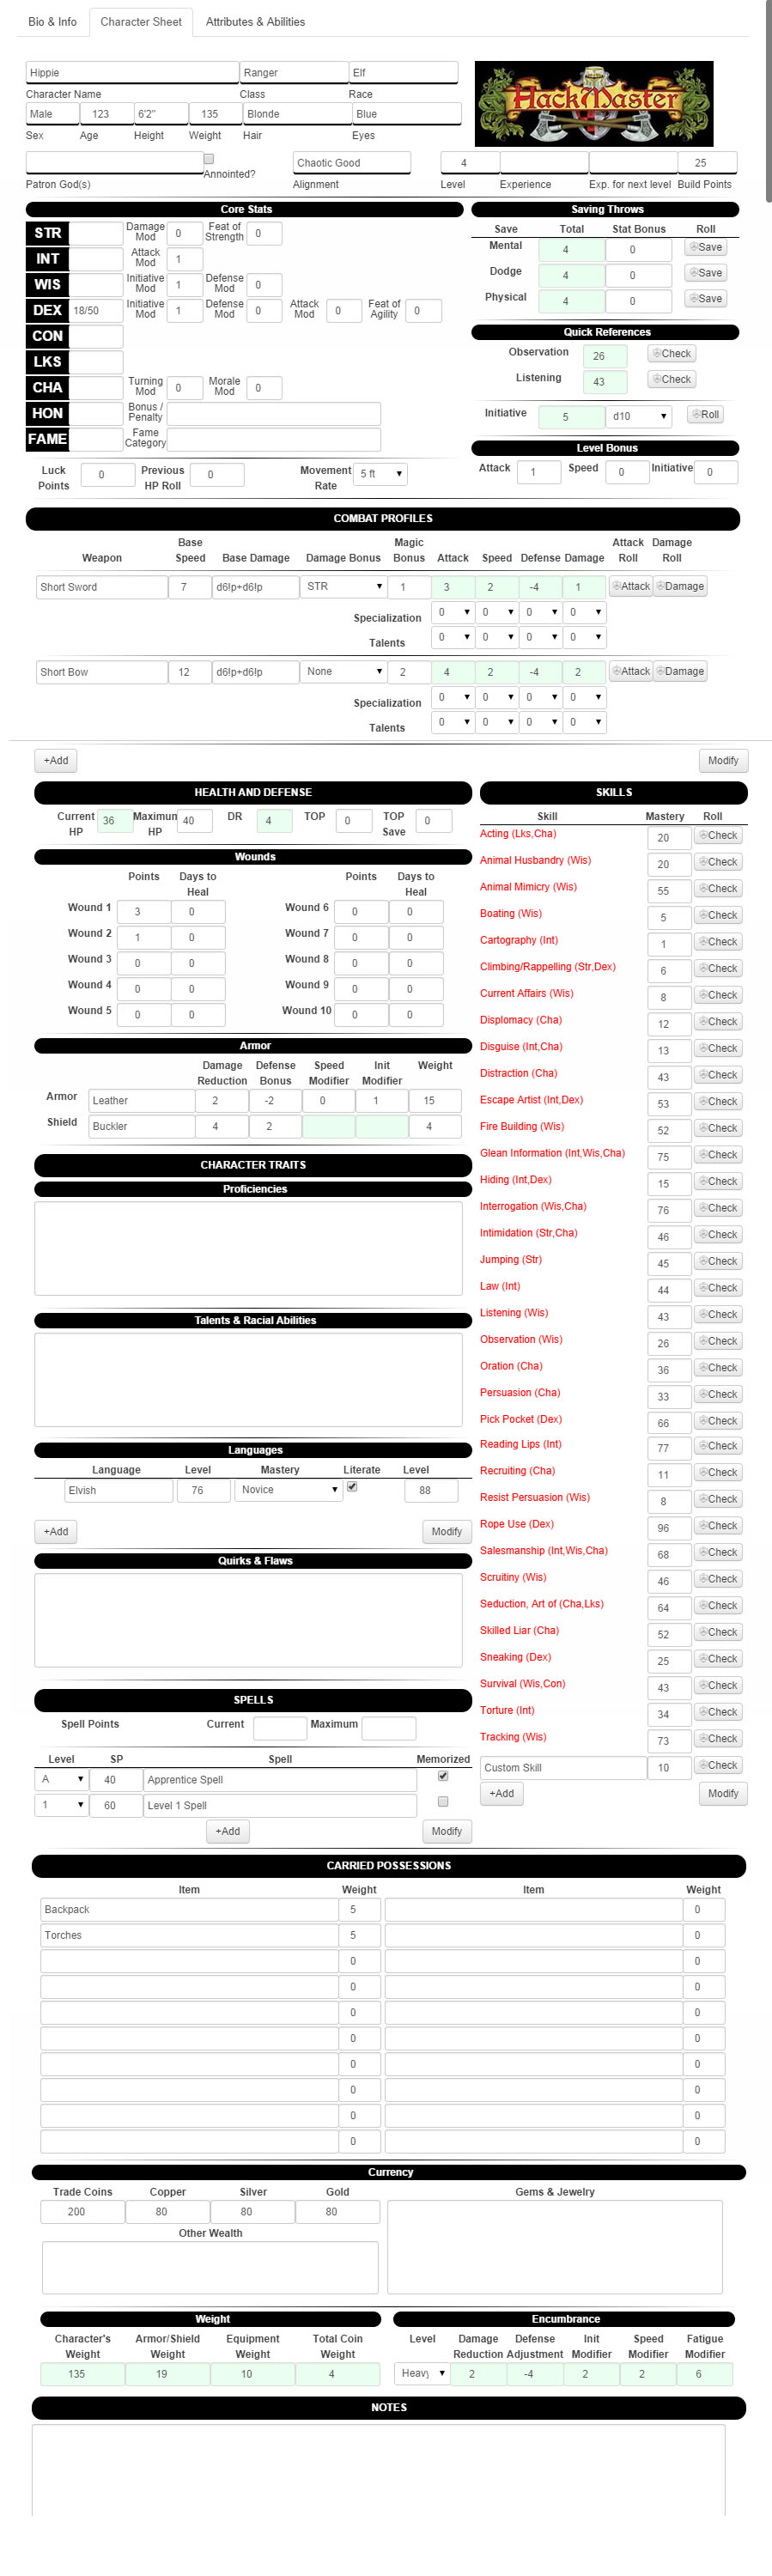 Bio & Info Character Sheet Attributes & Abilities
Hippie Ranger Elf
Character Name Class Race
Male 123 6'2" 135 Blonde Blue
Sex Age Height Weight Hair Eyes
HackMaster
Chaotic Good 4 25
Annointed?
Patron God(s) Alignment Level Experience Exp. for next level Build Points
Core Stats
STR Damage Mod 0 Feat of Strength 0
INT Attack Mod 1
WIS Initiative Mod 1 Defense Mod 0
DEX 18/50 Initiative Mod 1 Defense Mod 0 Attack Mod 0 Feat of Agility 0
CON
LKS
CHA Turning Mod 0 Morale Mod 0
HON Bonus / Penalty
FAME Fame Category
Luck Points 0 Previous HP Roll 0 Movement Rate 5 ft
Saving Throws
Save Total Stat Bonus Roll
Mental 4 0 Save
Dodge 4 0 Save
Physical 4 0 Save
Quick References
Observation 26 Check
Listening 43 Check
Initiative 5 d10 Roll
Level Bonus
Attack 1 Speed 0 Initiative 0
COMBAT PROFILES
Weapon Base Speed Base Damage Damage Bonus Magic Bonus Attack Speed Defense Damage Attack Roll Damage Roll
Short Sword 7 d6!p+d6!p STR 1 3 2 -4 1 Attack Damage
Specialization 0 0 0 0
Talents 0 0 0 0
Short Bow 12 d6!p+d6!p None 2 4 2 -4 2 Attack Damage
Specialization 0 0 0 0
Talents 0 0 0 0
+Add Modify
HEALTH AND DEFENSE
Current HP 36 Maximum HP 40 DR 4 TOP 0 TOP Save 0
Wounds
Points Days to Heal Points Days to Heal
Wound 1 3 0 Wound 6 0 0
Wound 2 1 0 Wound 7 0 0
Wound 3 0 0 Wound 8 0 0
Wound 4 0 0 Wound 9 0 0
Wound 5 0 0 Wound 10 0 0
Armor
Damage Reduction Defense Bonus Speed Modifier Init Modifier Weight
Armor Leather 2 -2 0 1 15
Shield Buckler 4 2 4
CHARACTER TRAITS
Proficiencies
Talents & Racial Abilities
Languages
Language Level Mastery Literate Level
Elvish 76 Novice 88
+Add Modify
Quirks & Flaws
SPELLS
Spell Points Current Maximum
Level SP Spell Memorized
A 40 Apprentice Spell
1 60 Level 1 Spell
+Add Modify
SKILLS
Skill Mastery Roll
Acting (Lks,Cha) 20 Check
Animal Husbandry (Wis) 20 Check
Animal Mimicry (Wis) 55 Check
Boating (Wis) 5 Check
Cartography (Int) 1 Check
Climbing/Rappelling (Str,Dex) 6 Check
Current Affairs (Wis) 8 Check
Displomacy (Cha) 12 Check
Disguise (Int,Cha) 13 Check
Distraction (Cha) 43 Check
Escape Artist (Int,Dex) 53 Check
Fire Building (Wis) 52 Check
Glean Information (Int,Wis,Cha) 75 Check
Hiding (Int,Dex) 15 Check
Interrogation (Wis,Cha) 76 Check
Intimidation (Str,Cha) 46 Check
Jumping (Str) 45 Check
Law (Int) 44 Check
Listening (Wis) 43 Check
Observation (Wis) 26 Check
Oration (Cha) 36 Check
Persuasion (Cha) 33 Check
Pick Pocket (Dex) 66 Check
Reading Lips (Int) 77 Check
Recruiting (Cha) 11 Check
Resist Persuasion (Wis) 8 Check
Rope Use (Dex) 96 Check
Salesmanship (Int,Wis,Cha) 68 Check
Scruitiny (Wis) 46 Check
Seduction, Art of (Cha,Lks) 64 Check
Skilled Liar (Cha) 52 Check
Sneaking (Dex) 25 Check
Survival (Wis,Con) 43 Check
Torture (Int) 34 Check
Tracking (Wis) 73 Check
Custom Skill 10 Check
+Add Modify
CARRIED POSSESSIONS
Item Weight Item Weight
Backpack 5 0
Torches 5 0
0 0
0 0
0 0
0 0
0 0
0 0
0 0
0 0
Currency
Trade Coins Copper Silver Gold Gems & Jewelry
200 80 80 80
Other Wealth
Weight
Character's Weight Armor/Shield Weight Equipment Weight Total Coin Weight
135 19 10 4
Encumbrance
Level Damage Reduction Defense Adjustment Init Modifier Speed Modifier Fatigue Modifier
Heavy 2 -4 2 2 6
NOTES